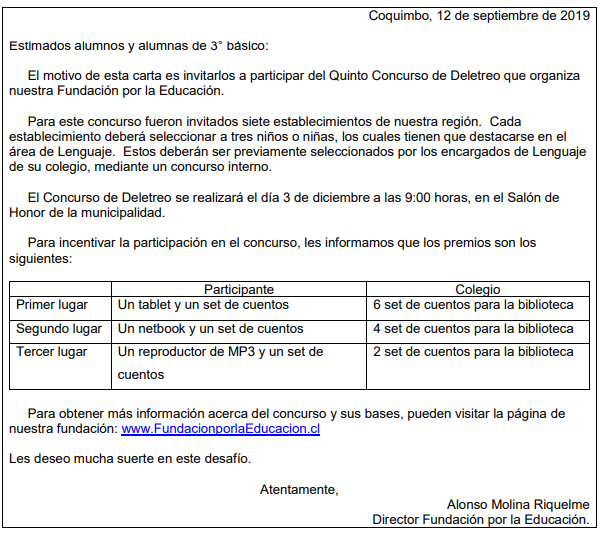 Coquimbo, 12 de septiembre de 2019
Estimados alumnos y alumnas de 3° básico:
El motivo de esta carta es invitarlos a participar del Quinto Concurso de Deletreo que organiza
nuestra Fundación por la Educación.
Para este concurso fueron invitados siete establecimientos de nuestra región. Cada
establecimiento deberá seleccionar a tres niños o niñas, los cuales tienen que destacarse en el
área de Lenguaje. Estos deberán ser previamente seleccionados por los encargados de Lenguaje
de su colegio, mediante un concurso interno.
El Concurso de Deletreo se realizará el día 3 de diciembre a las 9:00 horas, en el Salón de
Honor de la municipalidad.
Para incentivar la participación en el concurso, les informamos que los premios son los
siguientes:
Participante Colegio
Primer lugar Un tablet y un set de cuentos 6 set de cuentos para la biblioteca
Segundo lugar Un netbook y un set de cuentos 4 set de cuentos para la biblioteca
Tercer lugar Un reproductor de MP3 y un set de 2 set de cuentos para la biblioteca
cuentos
Para obtener más información acerca del concurso y sus bases, pueden visitar la página de
nuestra fundación: www.FundacionporlaEducacion.cl
Les deseo mucha suerte en este desafío.
Atentamente,
Alonso Molina Riquelme
Director Fundación por la Educación.